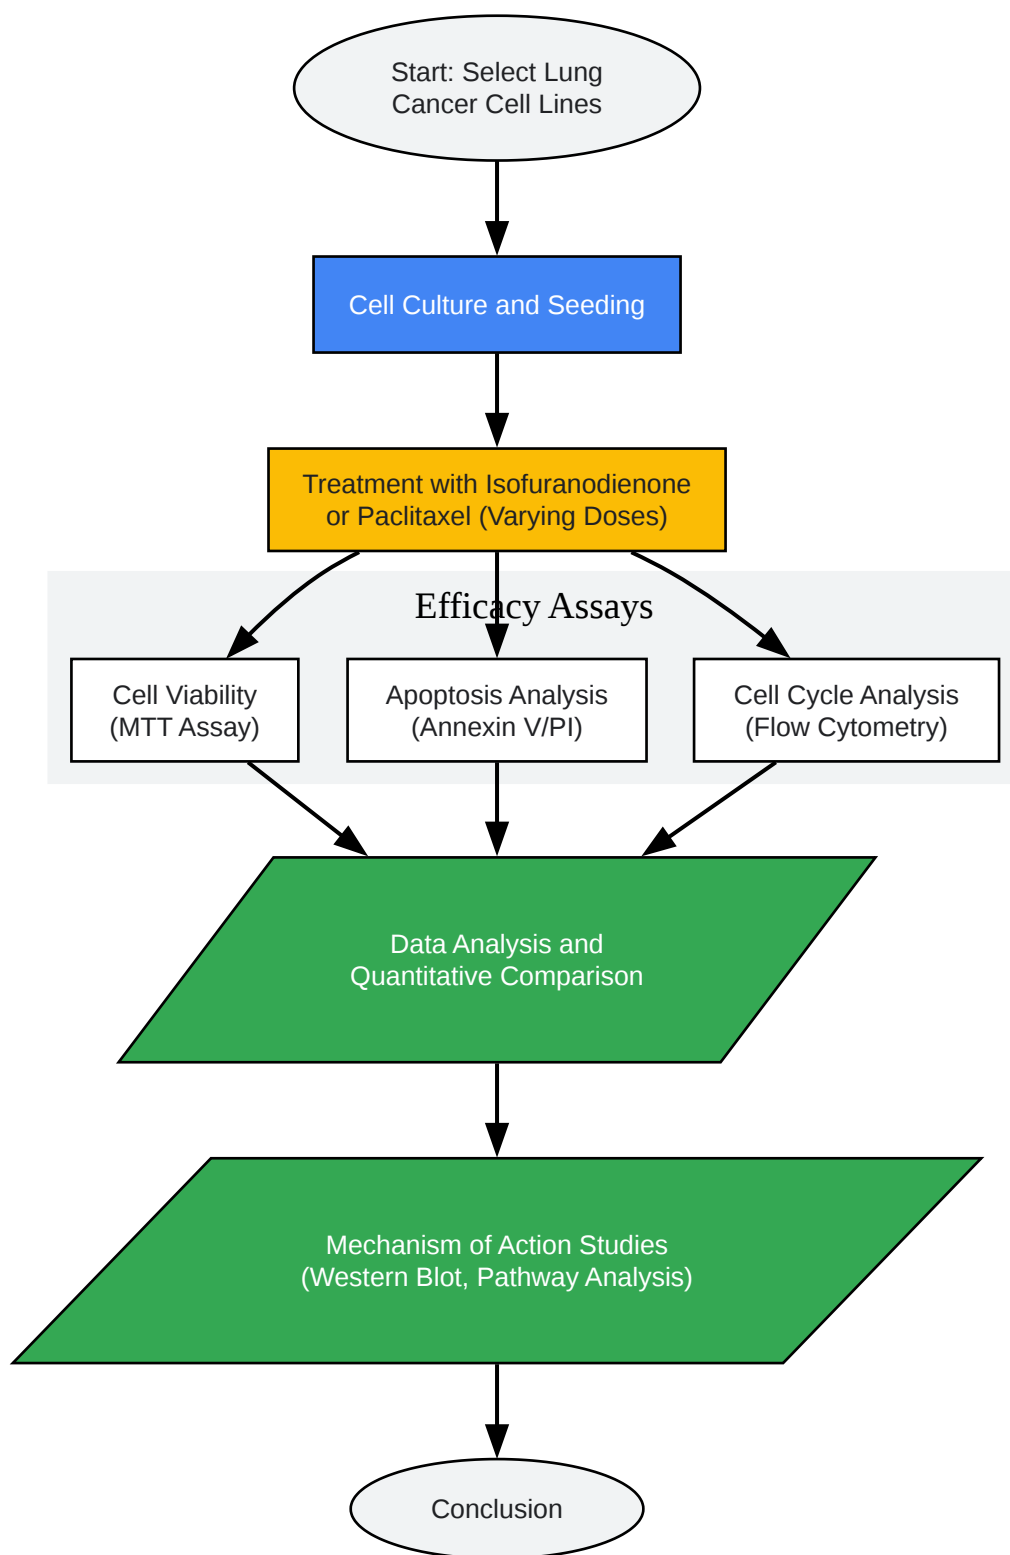 Start: Select Lung
Cancer Cell Lines
Cell Culture and Seeding
Treatment with Isofuranodienone
or Paclitaxel (Varying Doses)
Efficacy Assays
Cell Viability
(MTT Assay)
Apoptosis Analysis
(Annexin V/PI)
Cell Cycle Analysis
(Flow Cytometry)
Data Analysis and
Quantitative Comparison
Mechanism of Action Studies
(Western Blot, Pathway Analysis)
Conclusion